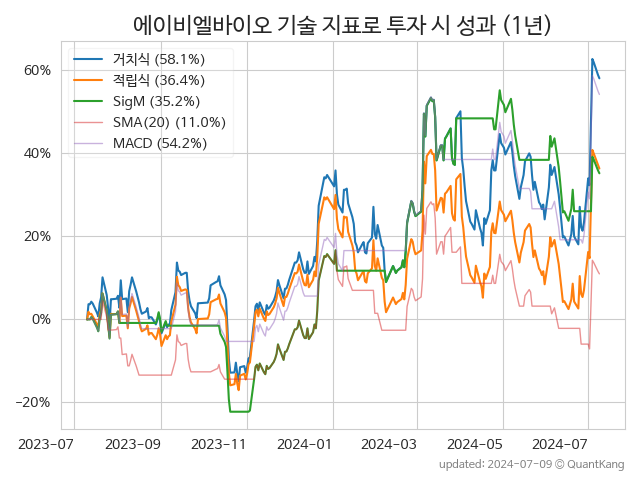 에이비엘바이오 기술 지표로 투자 시 성과 (1년)
거치식 (58.1%)
적립식 (36.4%)
SigM (35.2%)
SMA(20) (11.0%)
MACD (54.2%)
60%
40%
20%
0%
−20%
2023-07 2023-09 2023-11 2024-01 2024-03 2024-05 2024-07
updated: 2024-07-09 ⓒ QuantKang